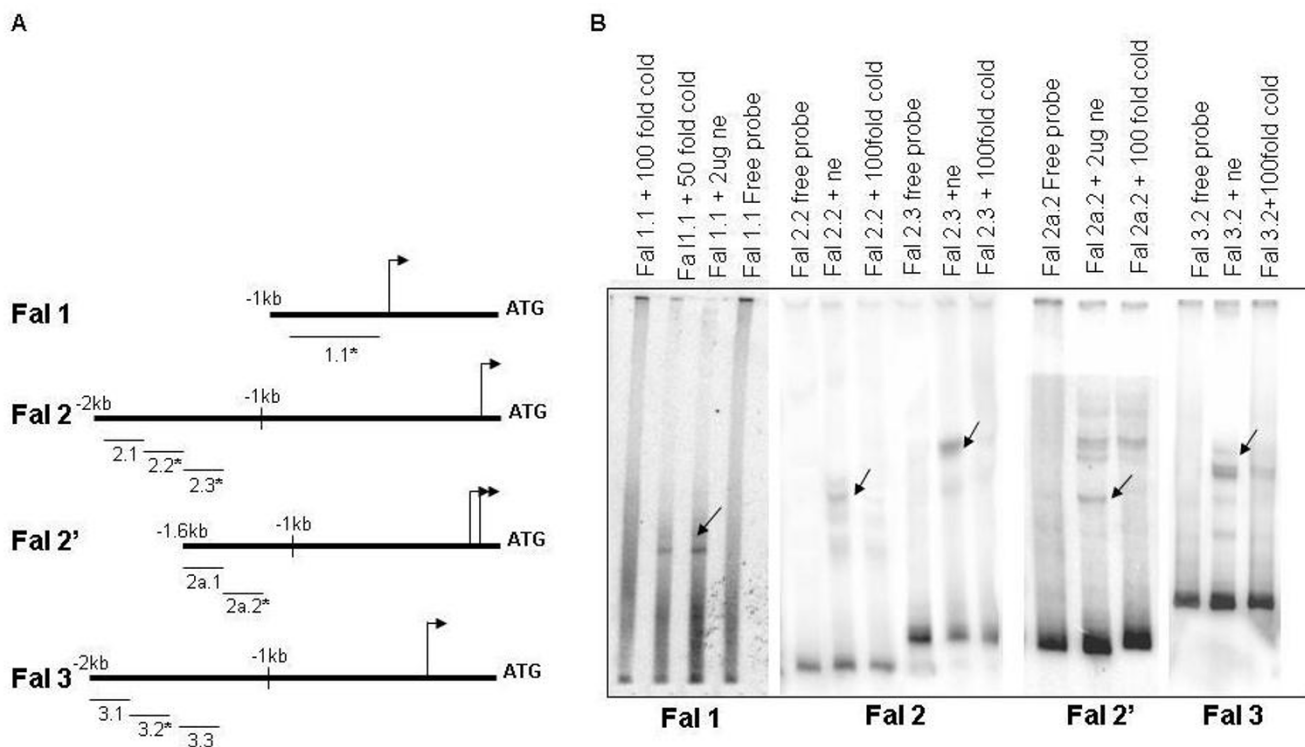 A
Fal 1
-1kb
ATG
1.1*
Fal 2
-2kb
-1kb
ATG
2.1
2.2*
2.3*
Fal 2'
-1.6kb
-1kb
ATG
2a.1
2a.2*
Fal 3
-2kb
-1kb
ATG
3.1
3.2*
3.3
B
Fal 1.1 + 100 fold cold
Fal1.1 + 50 fold cold
Fal 1.1 + 2ug ne
Fal 1.1 Free probe
Fal 2.2 free probe
Fal 2.2 + ne
Fal 2.2 + 100fold cold
Fal 2.3 free probe
Fal 2.3 +ne
Fal 2.3 + 100fold cold
Fal 2a.2 Free probe
Fal 2a.2 + 2ug ne
Fal 2a.2 + 100 fold cold
Fal 3.2 free probe
Fal 3.2 + ne
Fal 3.2+100fold cold
Fal 1
Fal 2
Fal 2'
Fal 3